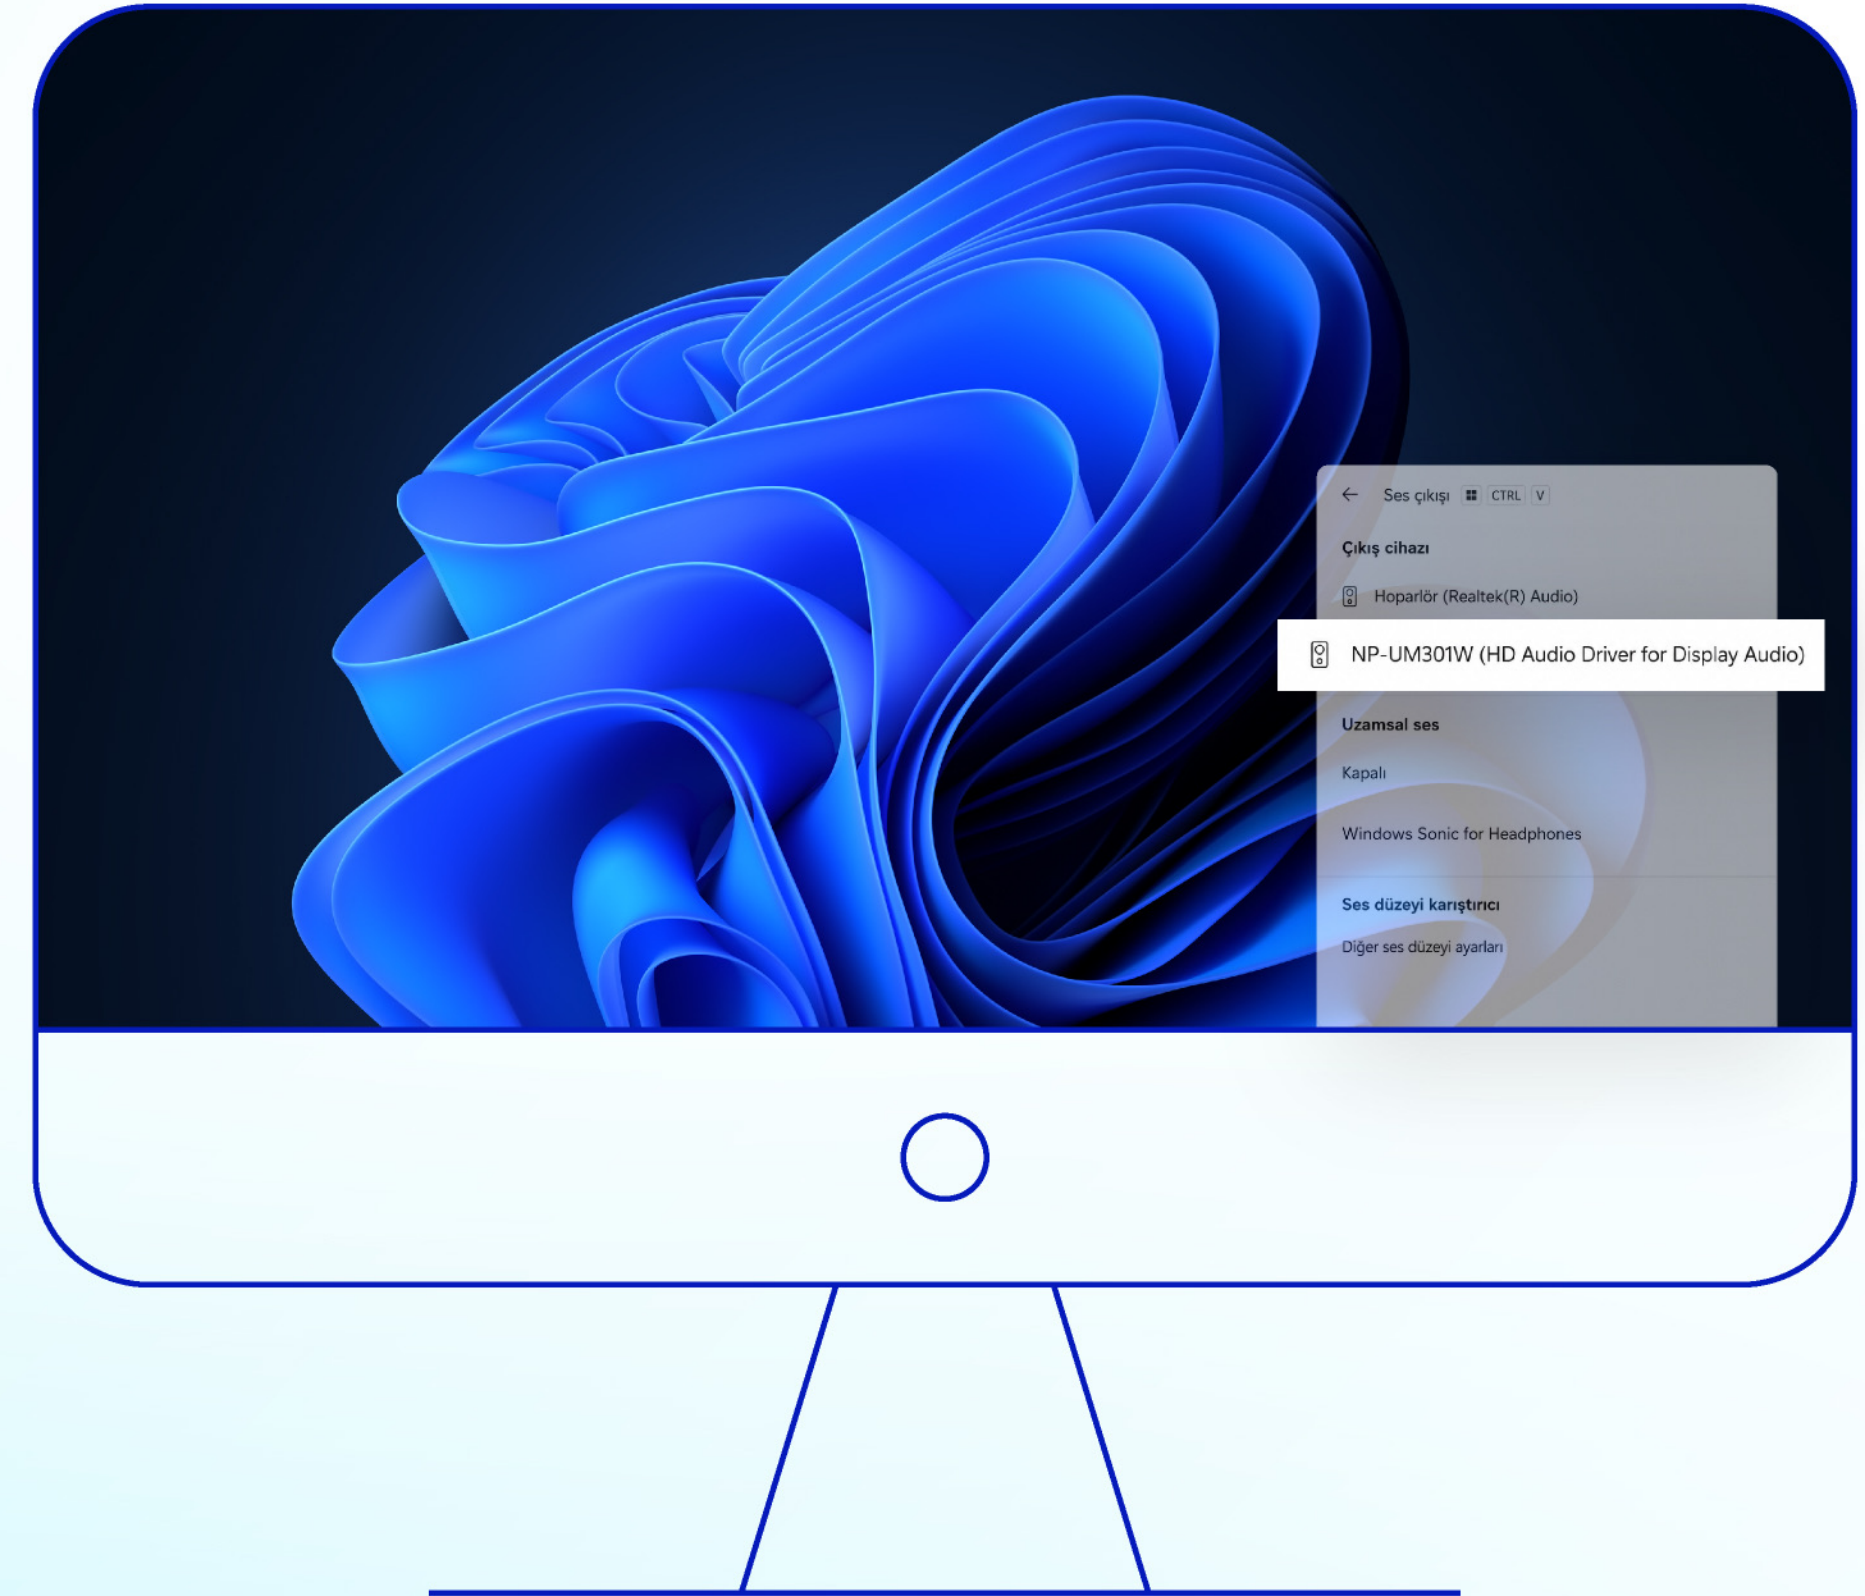 Ses çıkışı CTRL V
Çıkış cihazı
Hoparlör (Realtek(R) Audio)
NP-UM301W (HD Audio Driver for Display Audio)
Uzamsal ses
Kapalı
Windows Sonic for Headphones
Ses düzeyi karıştırıcı
Diğer ses düzeyi ayarları